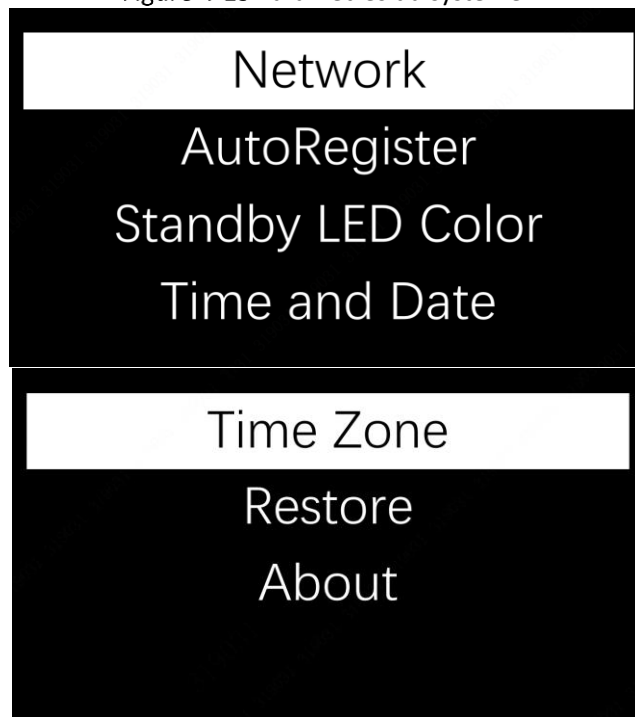 Network
AutoRegister
Standby LED Color
Time and Date
Time Zone
Restore
About